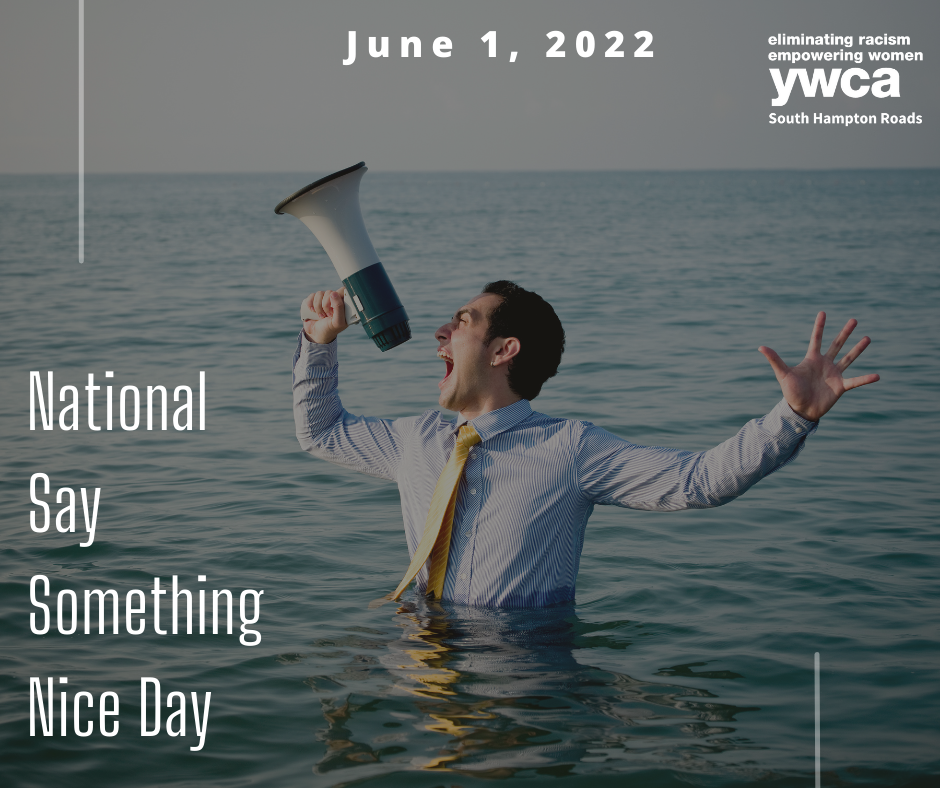 June 1, 2022
eliminating racism
empowering women
ywca
South Hampton Roads
National
Say
Something
Nice Day